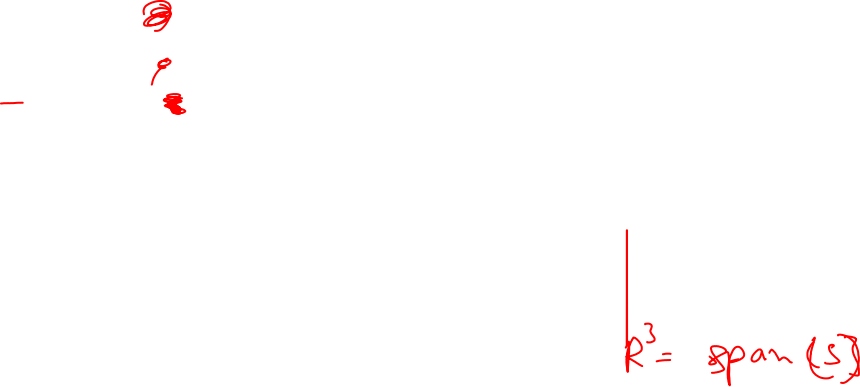 R³ = span(S)